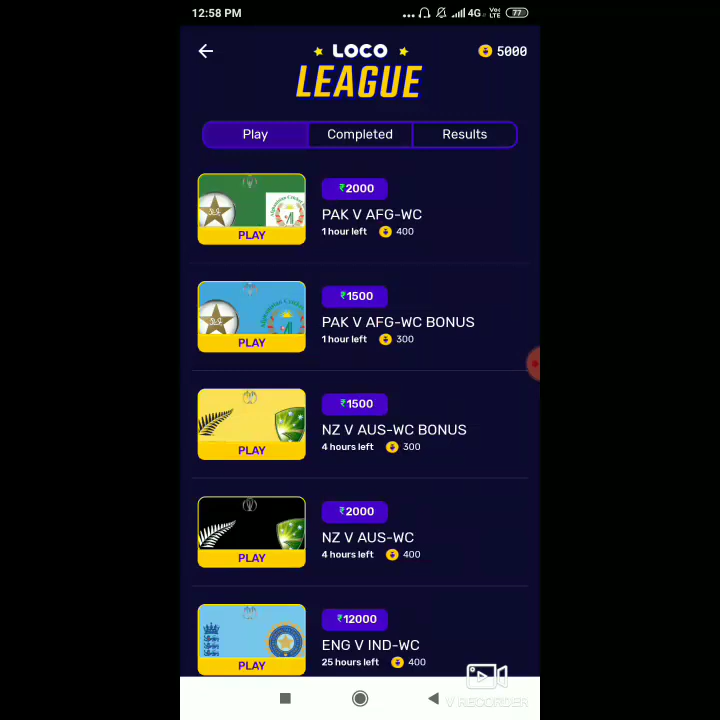 12:58 PM
4G
Vo
LTE
77
LOCO
LEAGUE
5000
Play
Completed
Results
PLAY
₹2000
PAK V AFG-WC
1 hour left
400
PLAY
₹1500
PAK V AFG-WC BONUS
1 hour left
300
PLAY
₹1500
NZ V AUS-WC BONUS
4 hours left
300
PLAY
₹2000
NZ V AUS-WC
4 hours left
400
PLAY
₹12000
ENG V IND-WC
25 hours left
400
V RECORDER